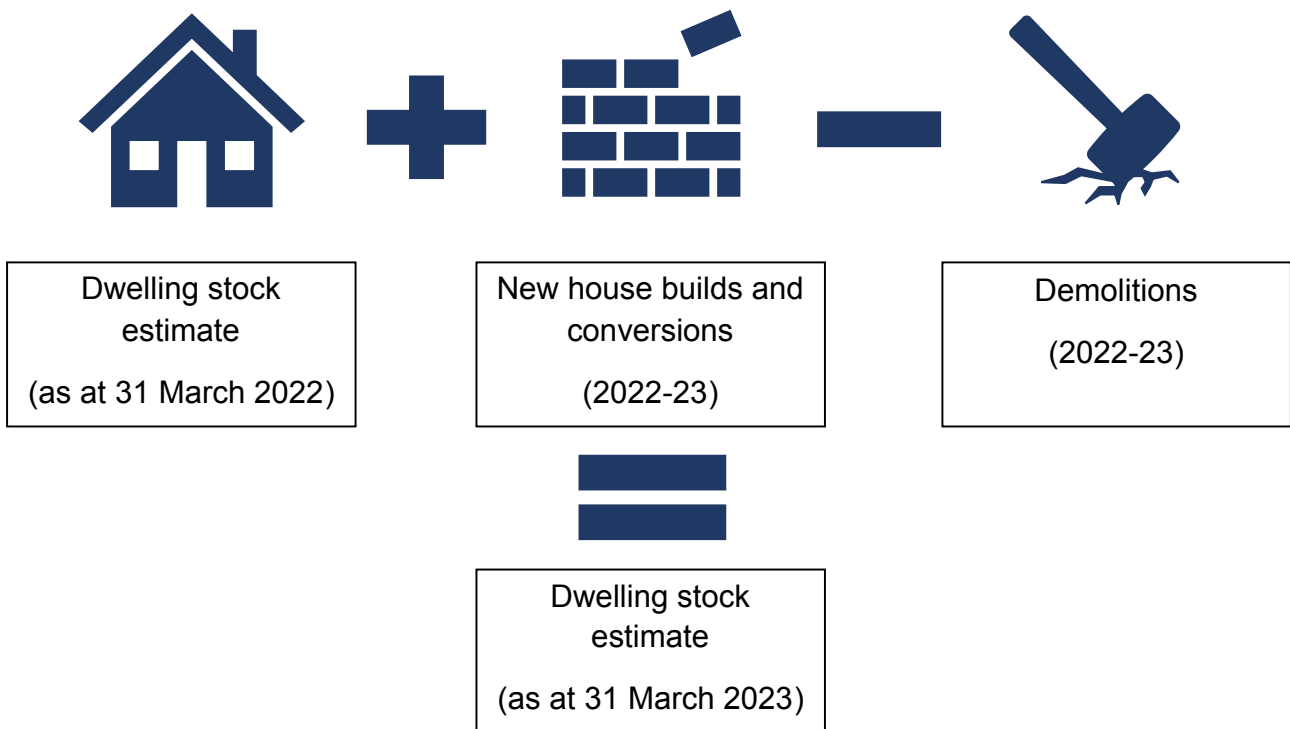 Dwelling stock
estimate
(as at 31 March 2022)
New house builds and
conversions
(2022-23)
Demolitions
(2022-23)
Dwelling stock
estimate
(as at 31 March 2023)